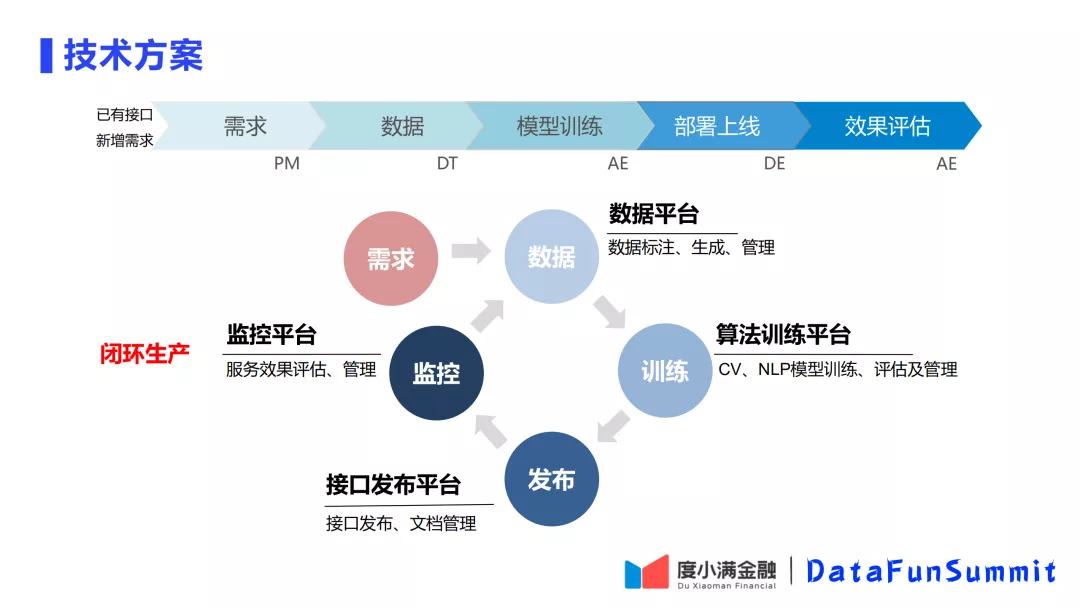 技术方案
已有接口
新增需求
需求
数据
模型训练
部署上线
效果评估
PM
DT
AE
DE
AE
数据平台
数据标注、生成、管理
需求
数据
监控平台
服务效果评估、管理
闭环生产
监控
训练
算法训练平台
CV、NLP模型训练、评估及管理
接口发布平台
接口发布、文档管理
发布
度小满金融
Du Xiaoman Financial
DataFunSummit